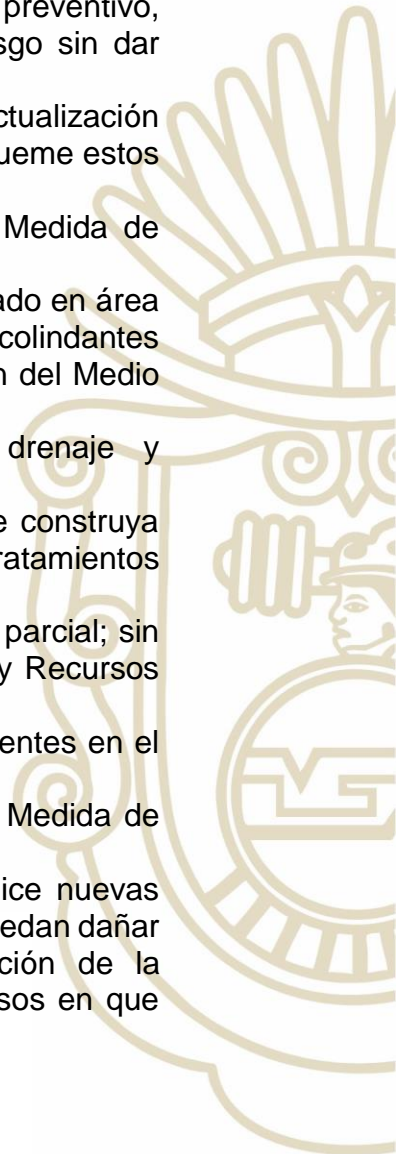 preventivo,
sgo sin dar
ctualización
ueme estos
Medida de
ado en área
colindantes
n del Medio
drenaje y
e construya
ratamientos
parcial; sin
y Recursos
entes en el
Medida de
ice nuevas
edan dañar
ción de la
sos en que